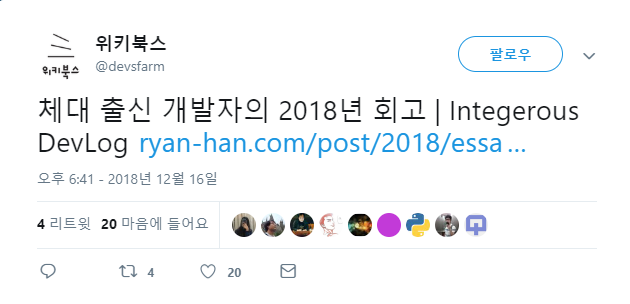 위키북스
@devsfarm
위키북스
팔로우
체대 출신 개발자의 2018년 회고 | Integerous
DevLog ryan-han.com/post/2018/essa…
오후 6:41 - 2018년 12월 16일
4 리트윗 20 마음에 들어요
4 20